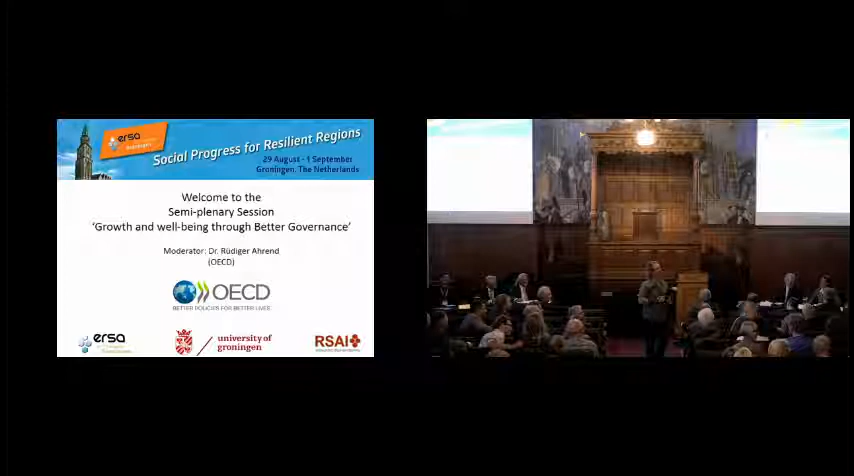 ersa
Groningen
Social Progress for Resilient Regions
29 August - 1 September
Groningen, The Netherlands
Welcome to the
Semi-plenary Session
‘Growth and well-being through Better Governance’
Moderator: Dr. Rüdiger Ahrend
(OECD)
OECD
BETTER POLICIES FOR BETTER LIVES
ersa
university of
groningen
RSAI